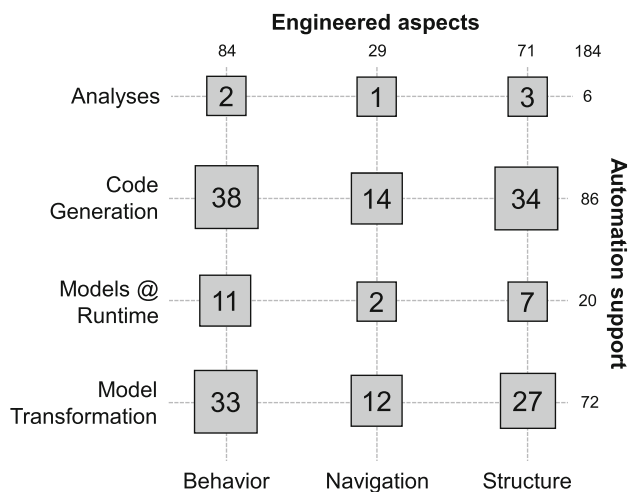 Engineered aspects
84 29 71 184
Analyses 2 1 3 6
Code
Generation 38 14 34 86
Models @
Runtime 11 2 7 20
Model
Transformation 33 12 27 72
Behavior Navigation Structure
Automation support